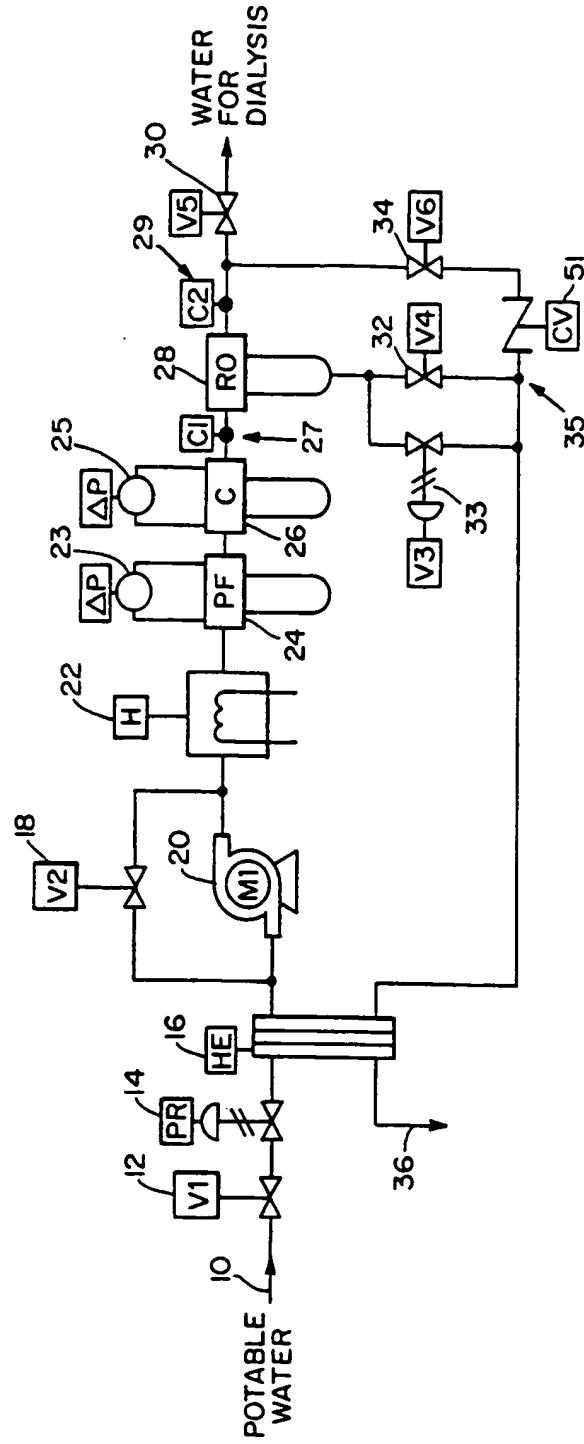 POTABLE
WATER
10
12
V1
14
PR
16
HE
18
V2
20
M1
22
H
23
ΔP
24
PF
25
ΔP
26
C
27
C1
28
RO
29
C2
30
V5
WATER
FOR
DIALYSIS
32
V4
33
V3
34
V6
35
51
CV
36